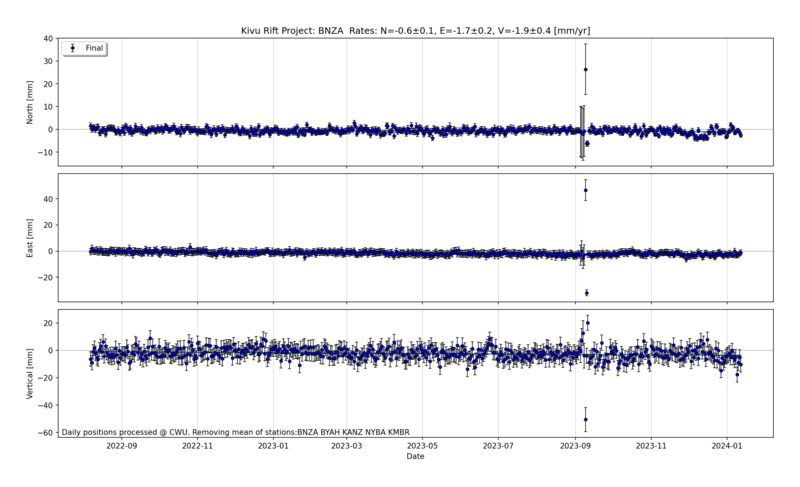 Kivu Rift Project: BNZA  Rates: N=-0.6±0.1, E=-1.7±0.2, V=-1.9±0.4 [mm/yr]
Final
North [mm]
40
30
20
10
0
−10
East [mm]
40
20
0
−20
Vertical [mm]
20
0
−20
−40
−60
Daily positions processed @ CWU. Removing mean of stations:BNZA BYAH KANZ NYBA KMBR
2022-09 2022-11 2023-01 2023-03 2023-05 2023-07 2023-09 2023-11 2024-01
Date